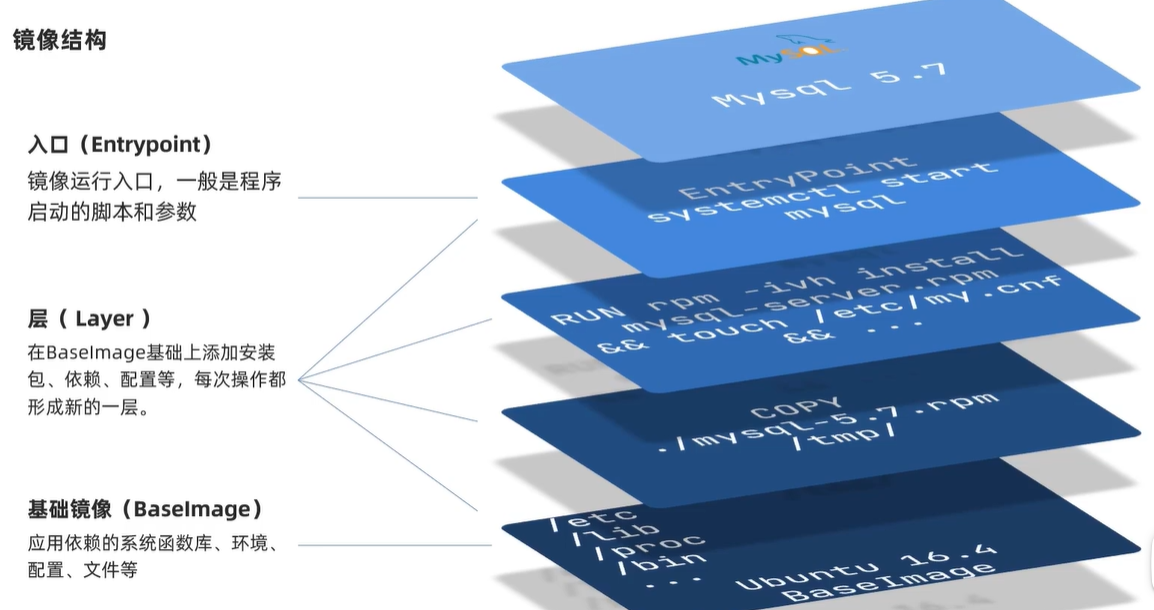 镜像结构
入口（Entrypoint）
镜像运行入口，一般是程序
启动的脚本和参数
层（ Layer ）
在BaseImage基础上添加安装
包、依赖、配置等，每次操作都
形成新的一层。
基础镜像（BaseImage）
应用依赖的系统函数库、环境、
配置、文件等
MySQL
Mysql 5.7
EntryPoint
systemctl start
mysql
RUN rpm -ivh install
mysql-server.rpm
&& touch /etc/my.cnf
&& ...
COPY
./mysql-5.7.rpm
/tmp/
/etc
/lib
/proc
/bin
...
Ubuntu 16.4
BaseImage